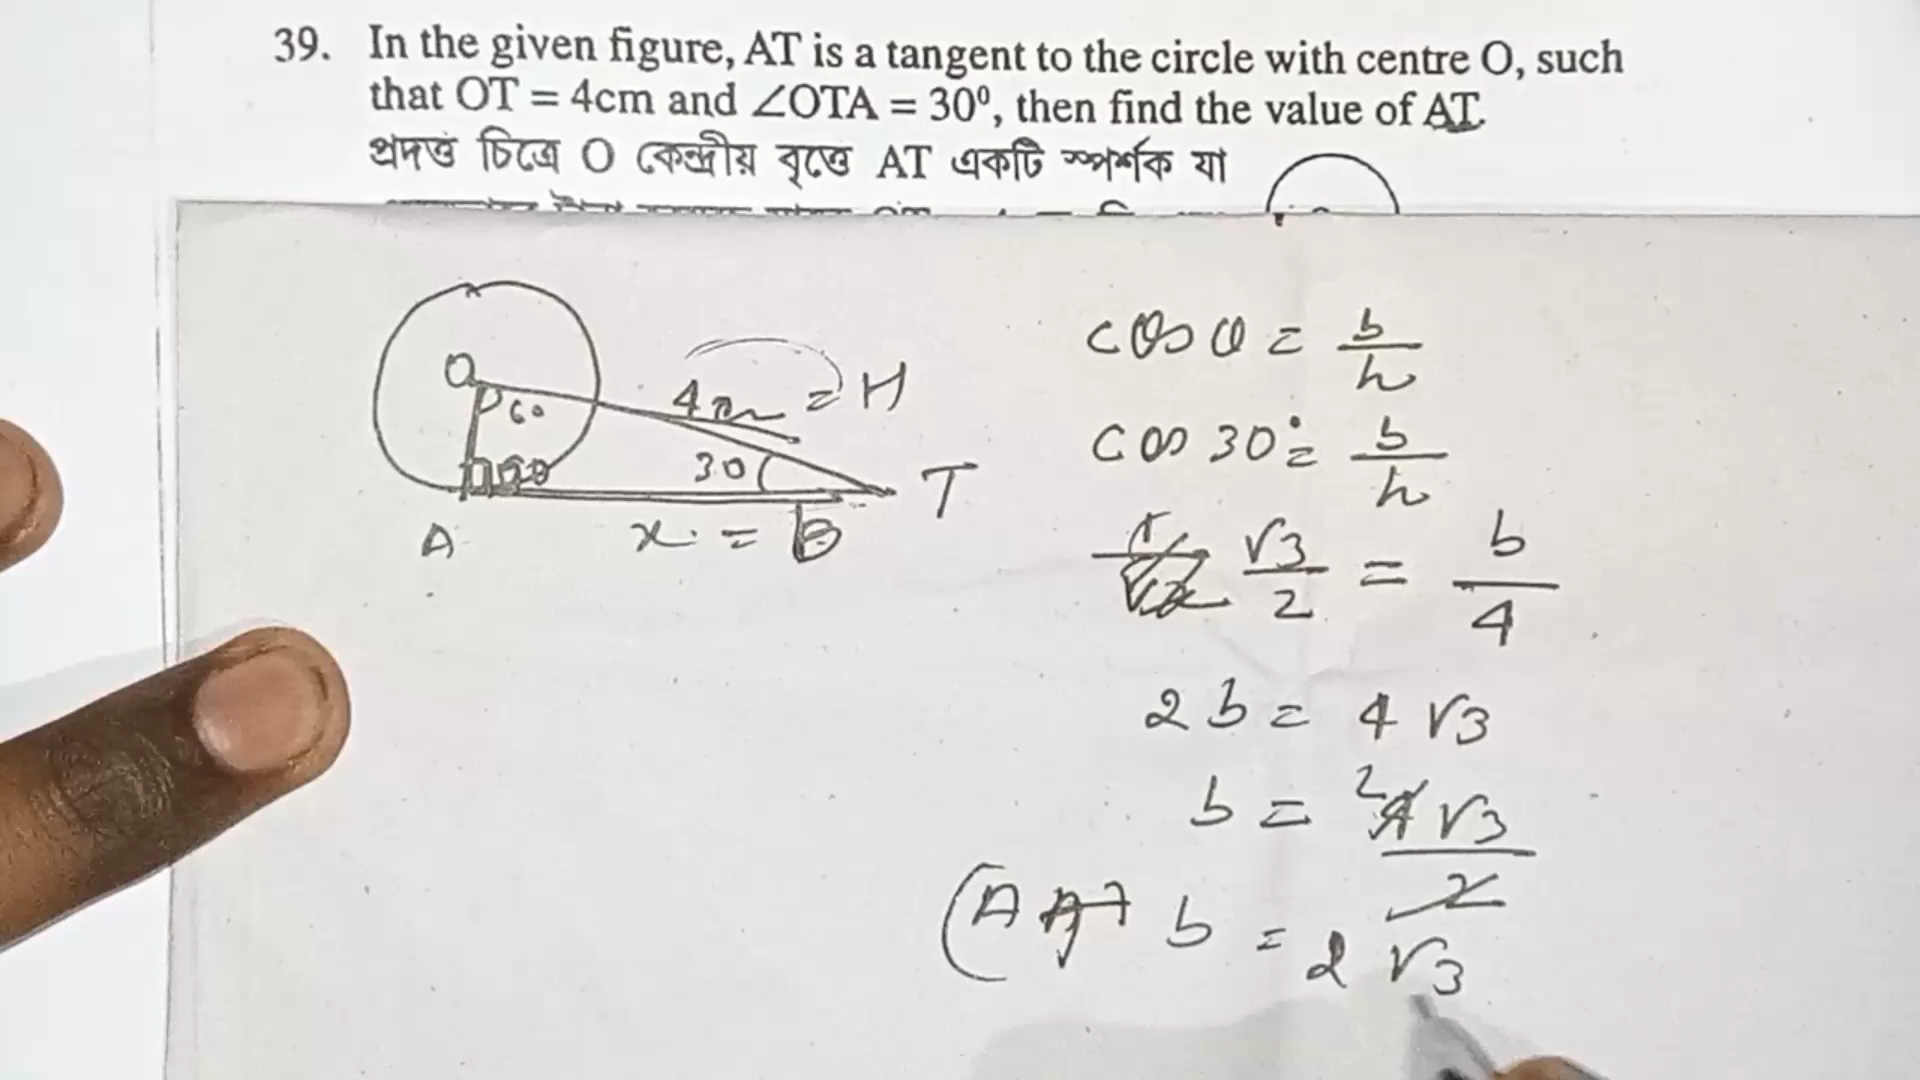 39. In the given figure, AT is a tangent to the circle with centre O, such
that OT = 4cm and ∠OTA = 30⁰, then find the value of AT.
প্রদত্ত চিত্রে O কেন্দ্রীয় বৃত্তে AT একটি স্পর্শক যা
O
60
4cm = H
30
T
A
x = B
cos θ = b/h
cos 30° = b/h
√3/2 = b/4
2b = 4√3
b = 4√3/2
2
b = 2√3